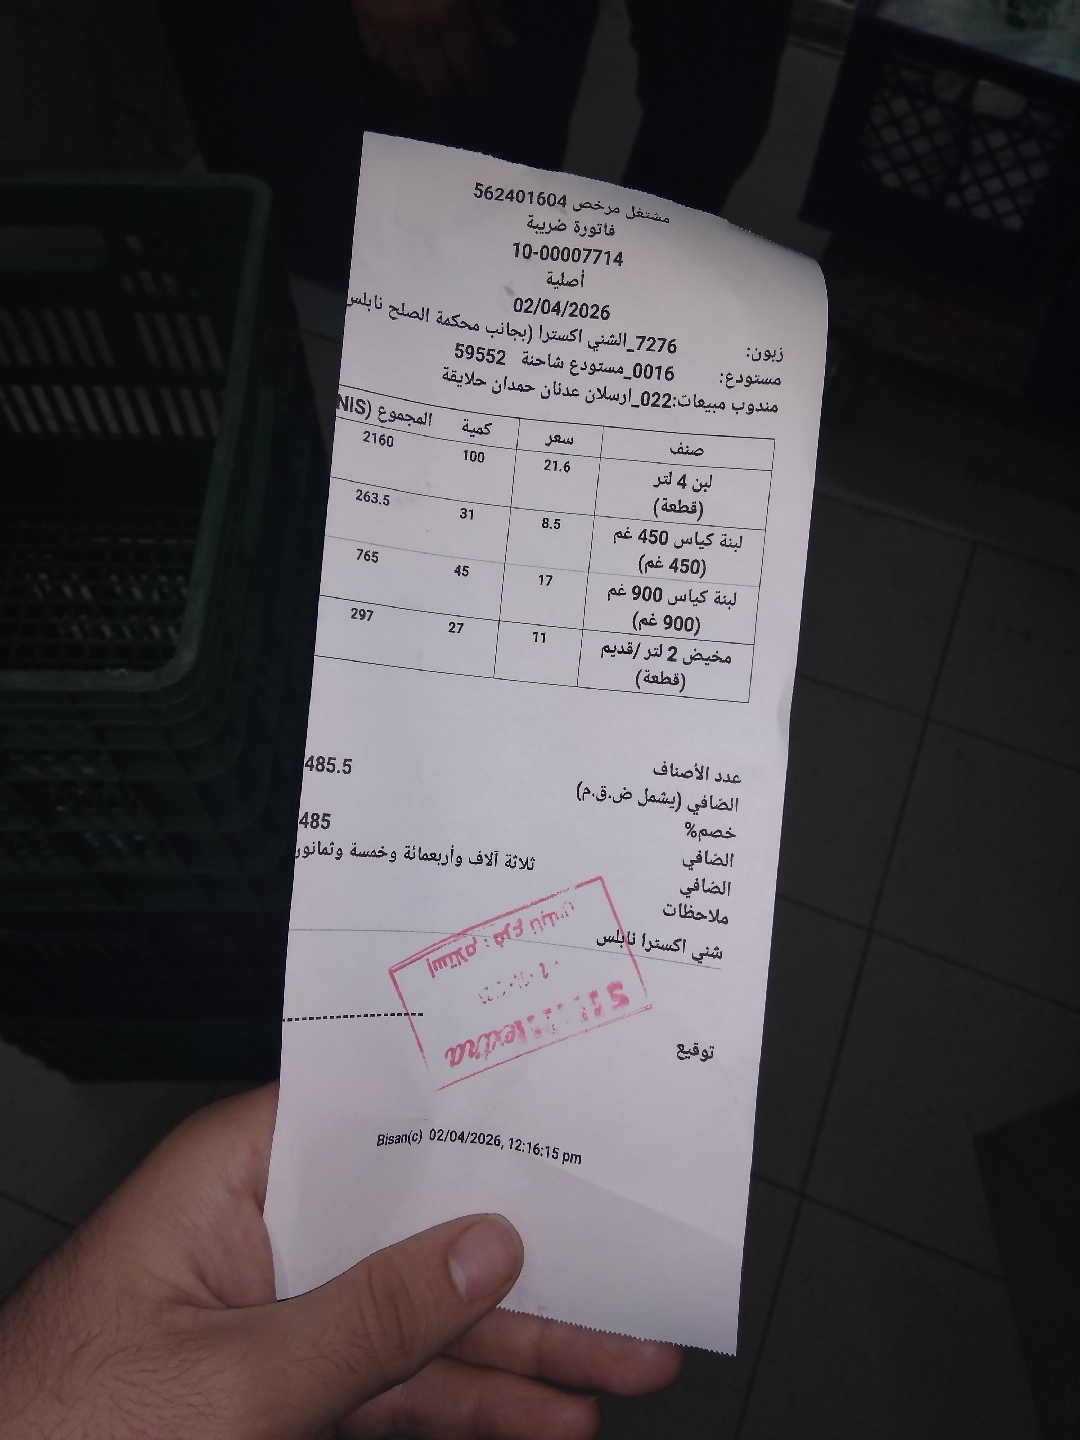 مشتغل مرخص 562401604
فاتورة ضريبة
10-00007714
أصلية
02/04/2026
زبون: 7276_الشني اكسترا (بجانب محكمة الصلح نابلس
مستودع: 0016_مستودع شاحنة 59552
مندوب مبيعات:022_ارسلان عدنان حمدان حلايقة
صنف سعر كمية المجموع (NIS
لبن 4 لتر 21.6 100 2160
(قطعة)
لبنة كياس 450 غم 8.5 31 263.5
(450 غم)
لبنة كياس 900 غم 17 45 765
(900 غم)
مخيض 2 لتر /قديم 11 27 297
(قطعة)
عدد الأصناف
الضافي (يشمل ض.ق.م) 485.5
خصم%
الضافي 485
الضافي ثلاثة آلاف وأربعمائة وخمسة وثمانور
ملاحظات
شني اكسترا نابلس
إستلام : فرع نابلس
extra
توقيع
Bisan(c) 02/04/2026, 12:16:15 pm